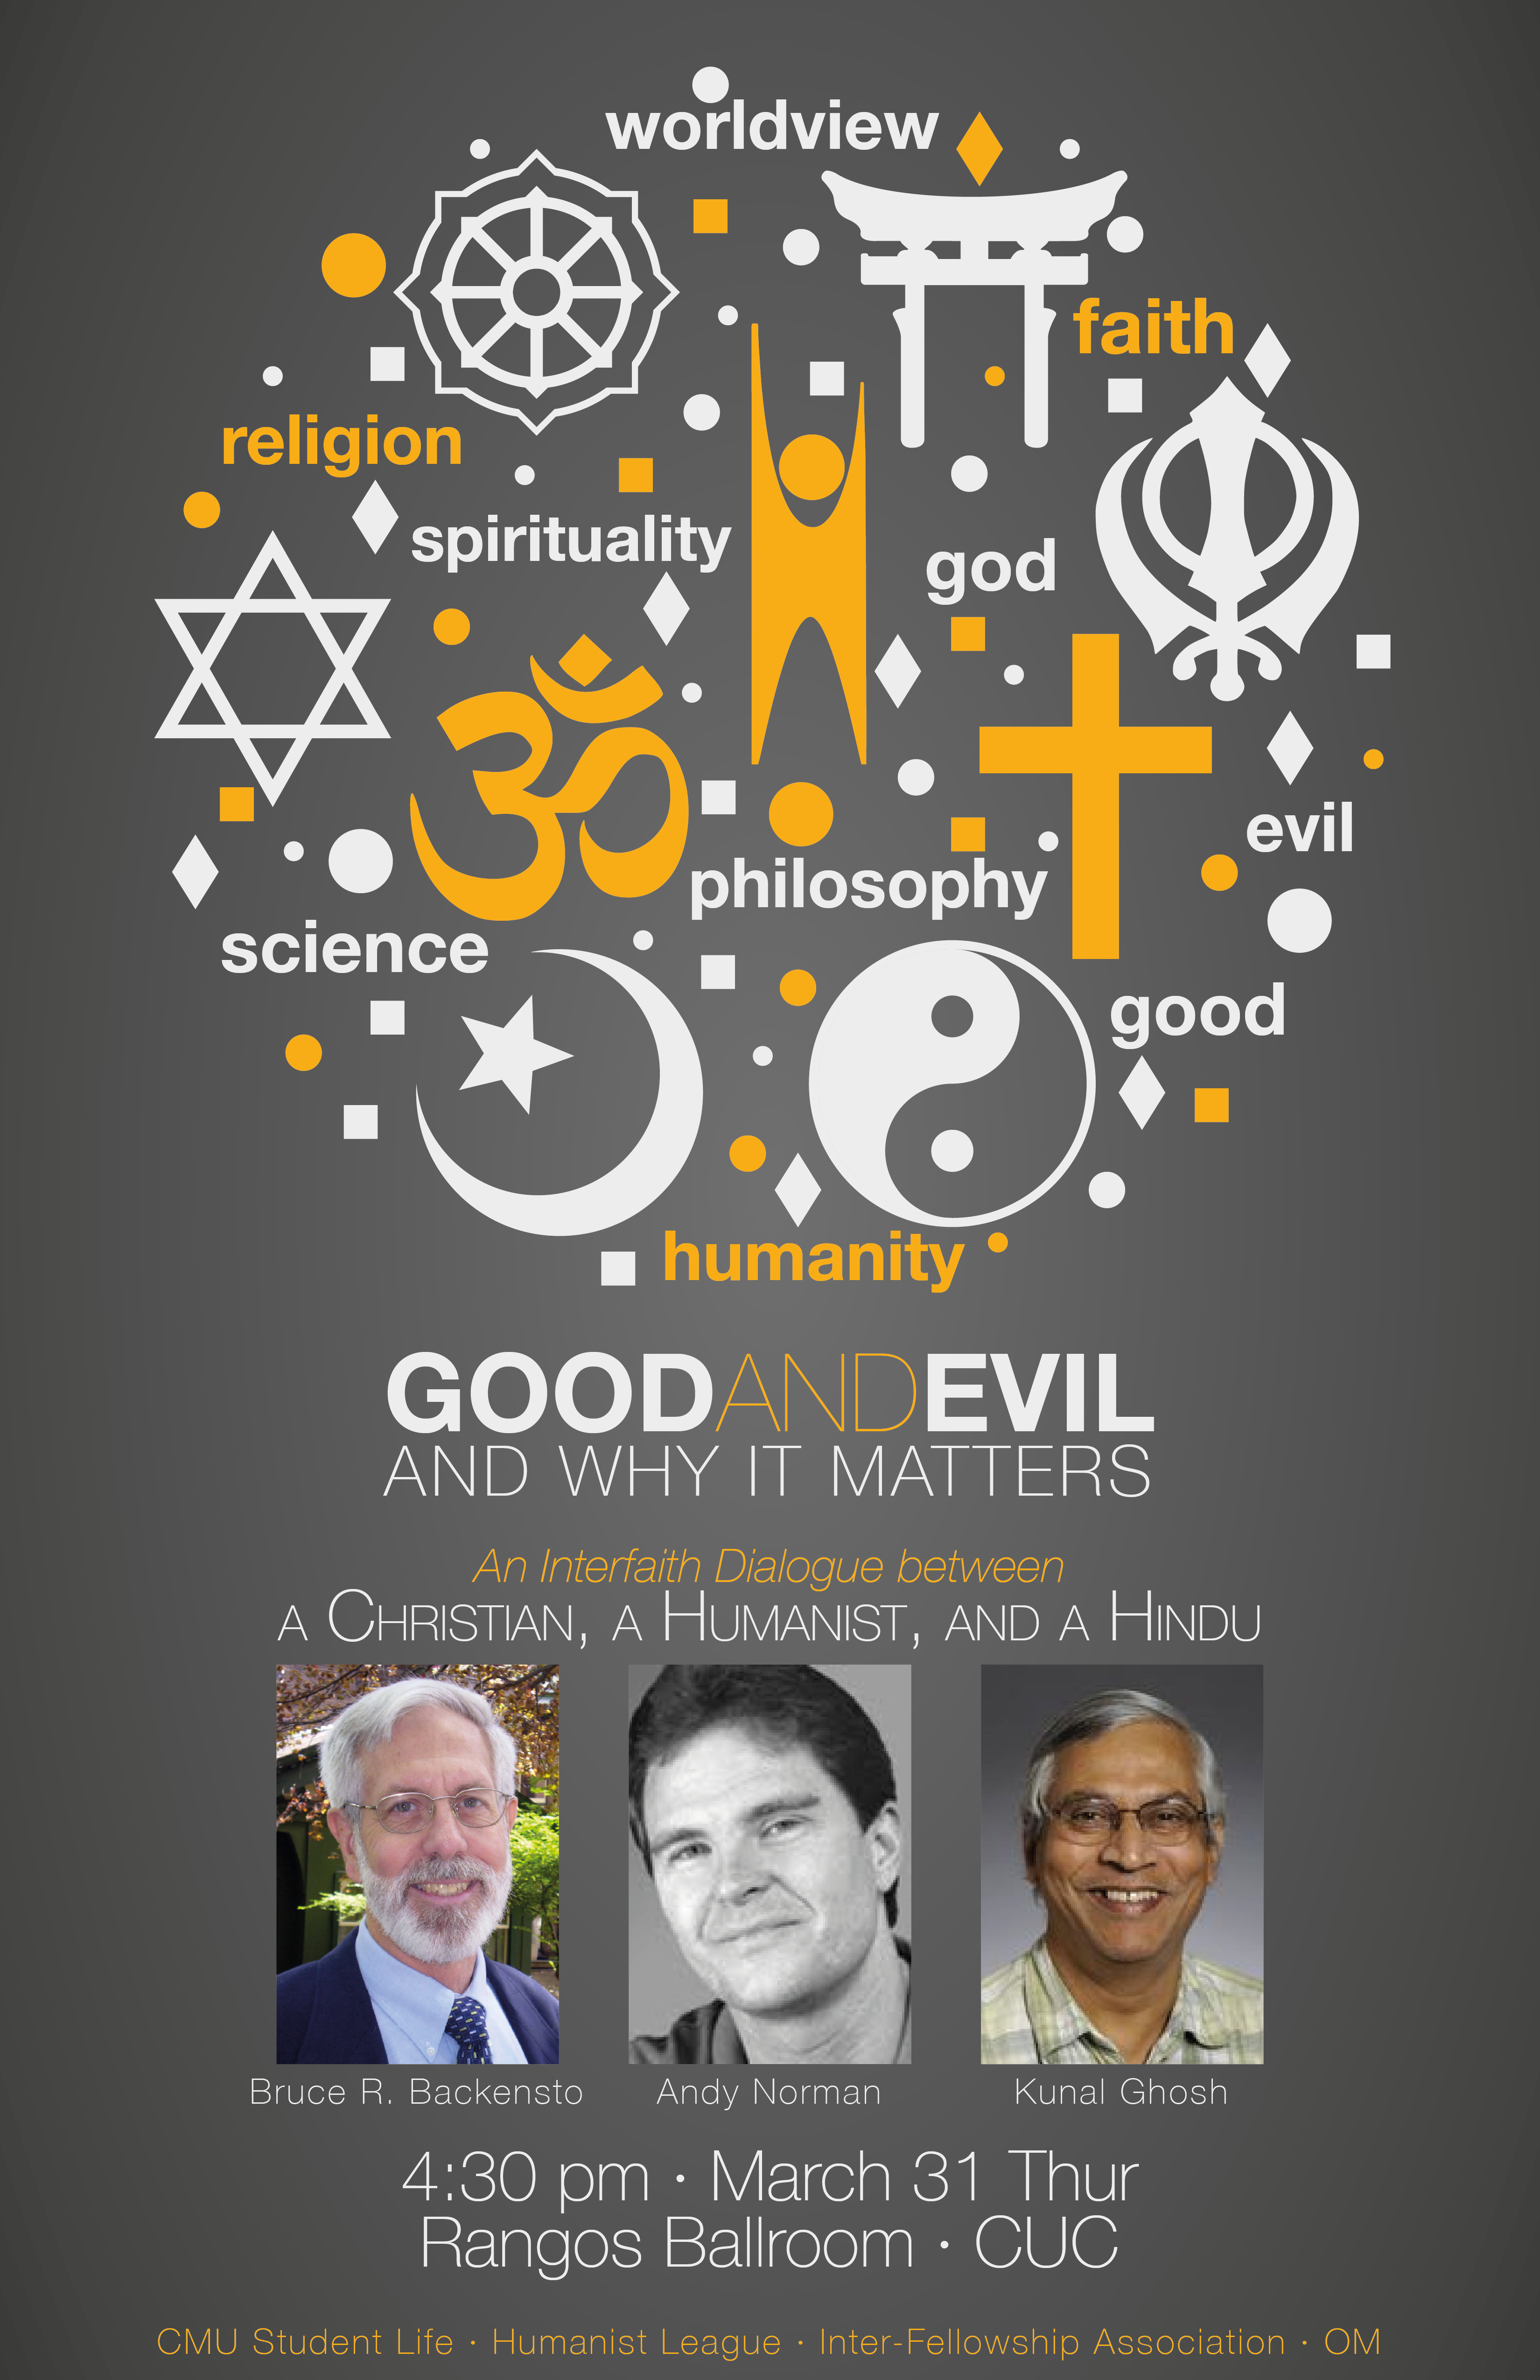 worldview
faith
religion
spirituality
god
evil
philosophy
science
good
humanity
GOODANDEVIL
AND WHY IT MATTERS
An Interfaith Dialogue between
A CHRISTIAN, A HUMANIST, AND A HINDU
Bruce R. Backensto
Andy Norman
Kunal Ghosh
4:30 pm · March 31 Thur
Rangos Ballroom · CUC
CMU Student Life · Humanist League · Inter-Fellowship Association · OM